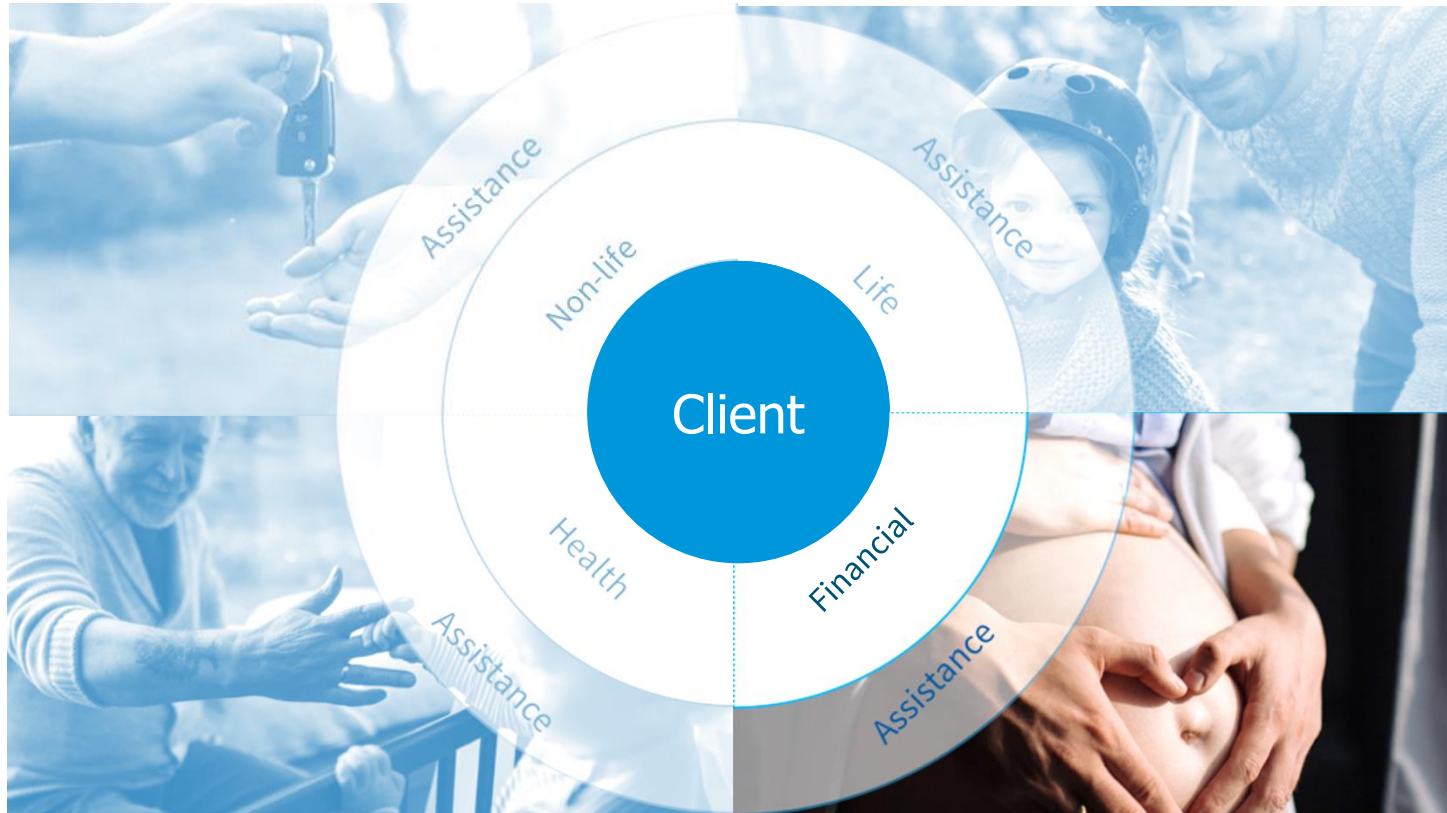 Assistance
Assistance
Non-life
Life
Client
Health
Financial
Assistance
Assistance